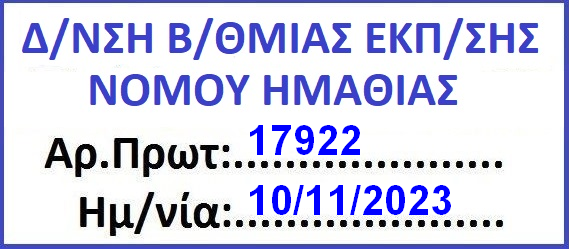 Δ/ΝΣΗ Β/ΘΜΙΑΣ ΕΚΠ/ΣΗΣ
ΝΟΜΟΥ ΗΜΑΘΙΑΣ
Αρ.Πρωτ:.17922......................
Ημ/νία:.10/11/2023......................